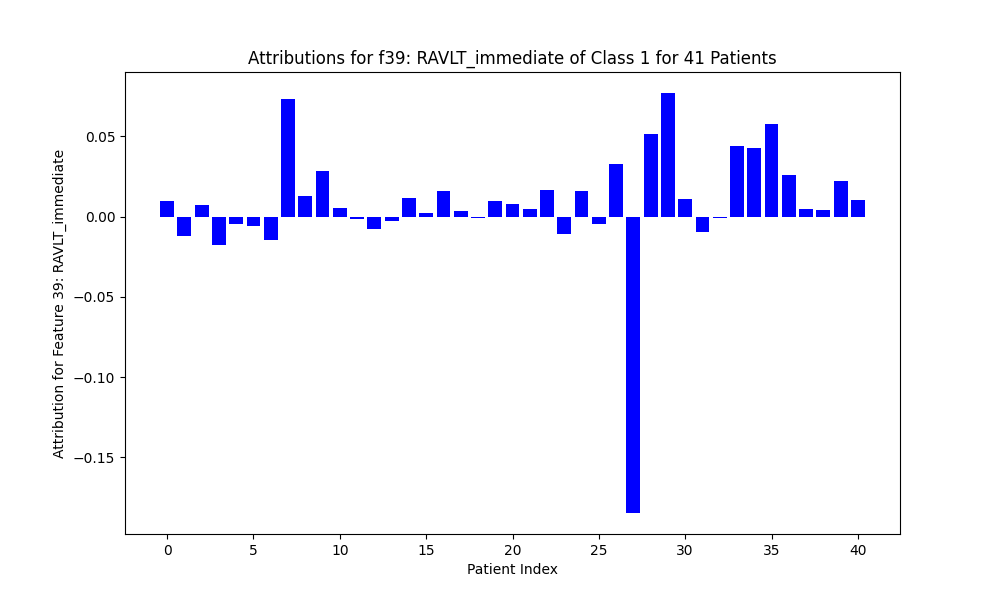 Attributions for f39: RAVLT_immediate of Class 1 for 41 Patients
Attribution for Feature 39: RAVLT_immediate
0.05
0.00
−0.05
−0.10
−0.15
0 5 10 15 20 25 30 35 40
Patient Index